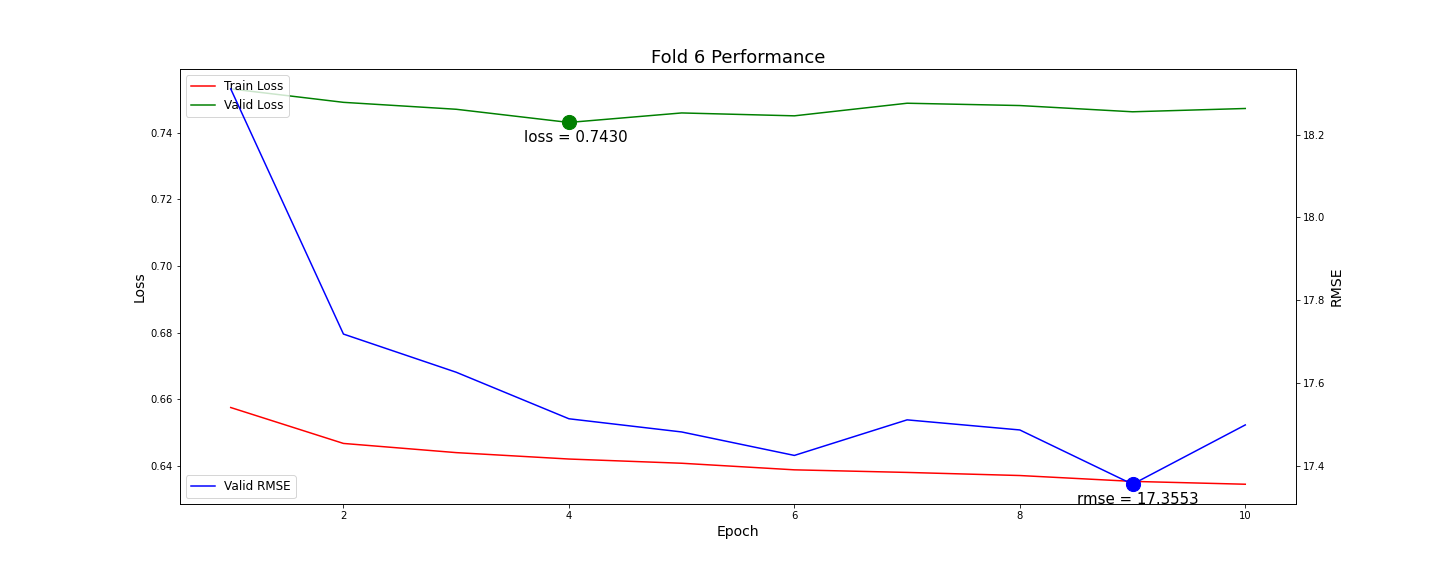 Fold 6 Performance
Train Loss
Valid Loss
loss = 0.7430
Valid RMSE
rmse = 17.3553
0.74
0.72
0.70
0.68
0.66
0.64
Loss
18.2
18.0
17.8
17.6
17.4
RMSE
2 4 6 8 10
Epoch